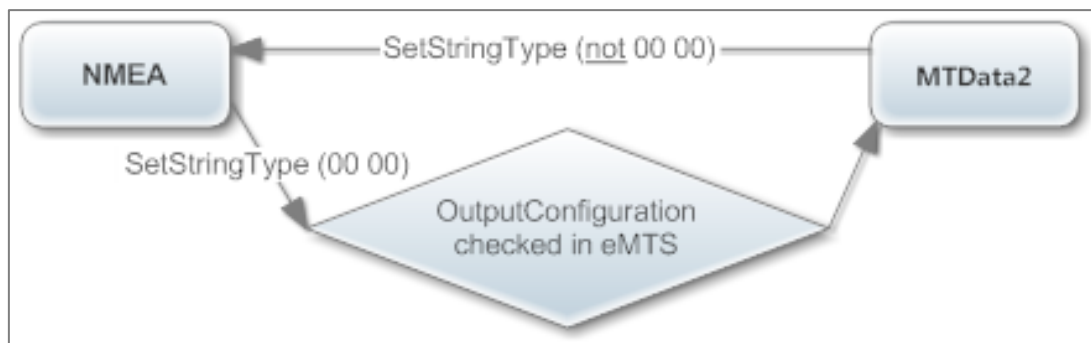 SetStringType (not 00 00)
NMEA
MTData2
SetStringType (00 00)
OutputConfiguration
checked in eMTS